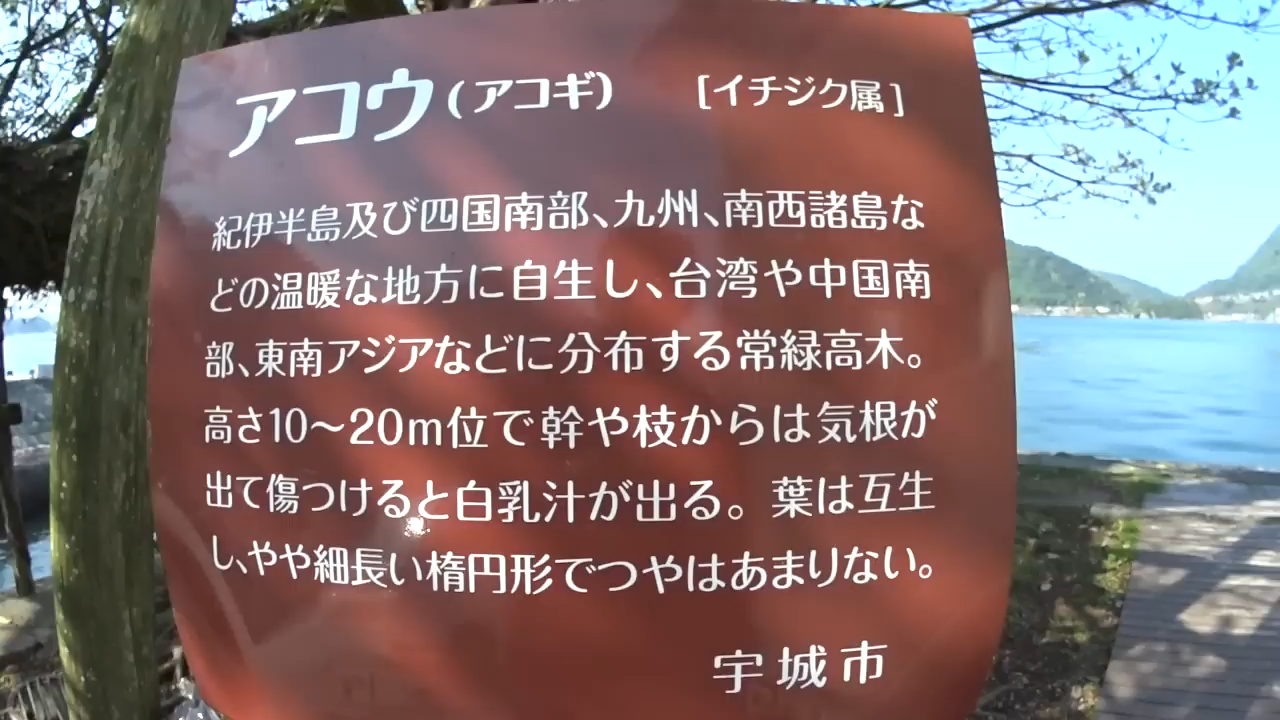 アコウ(アコギ) [イチジク属]
紀伊半島及び四国南部、九州、南西諸島な
どの温暖な地方に自生し、台湾や中国南
部、東南アジアなどに分布する常緑高木。
高さ10〜20m位で幹や枝からは気根が
出て傷つけると白乳汁が出る。葉は互生
し、やや細長い楕円形でつやはあまりない。
宇城市